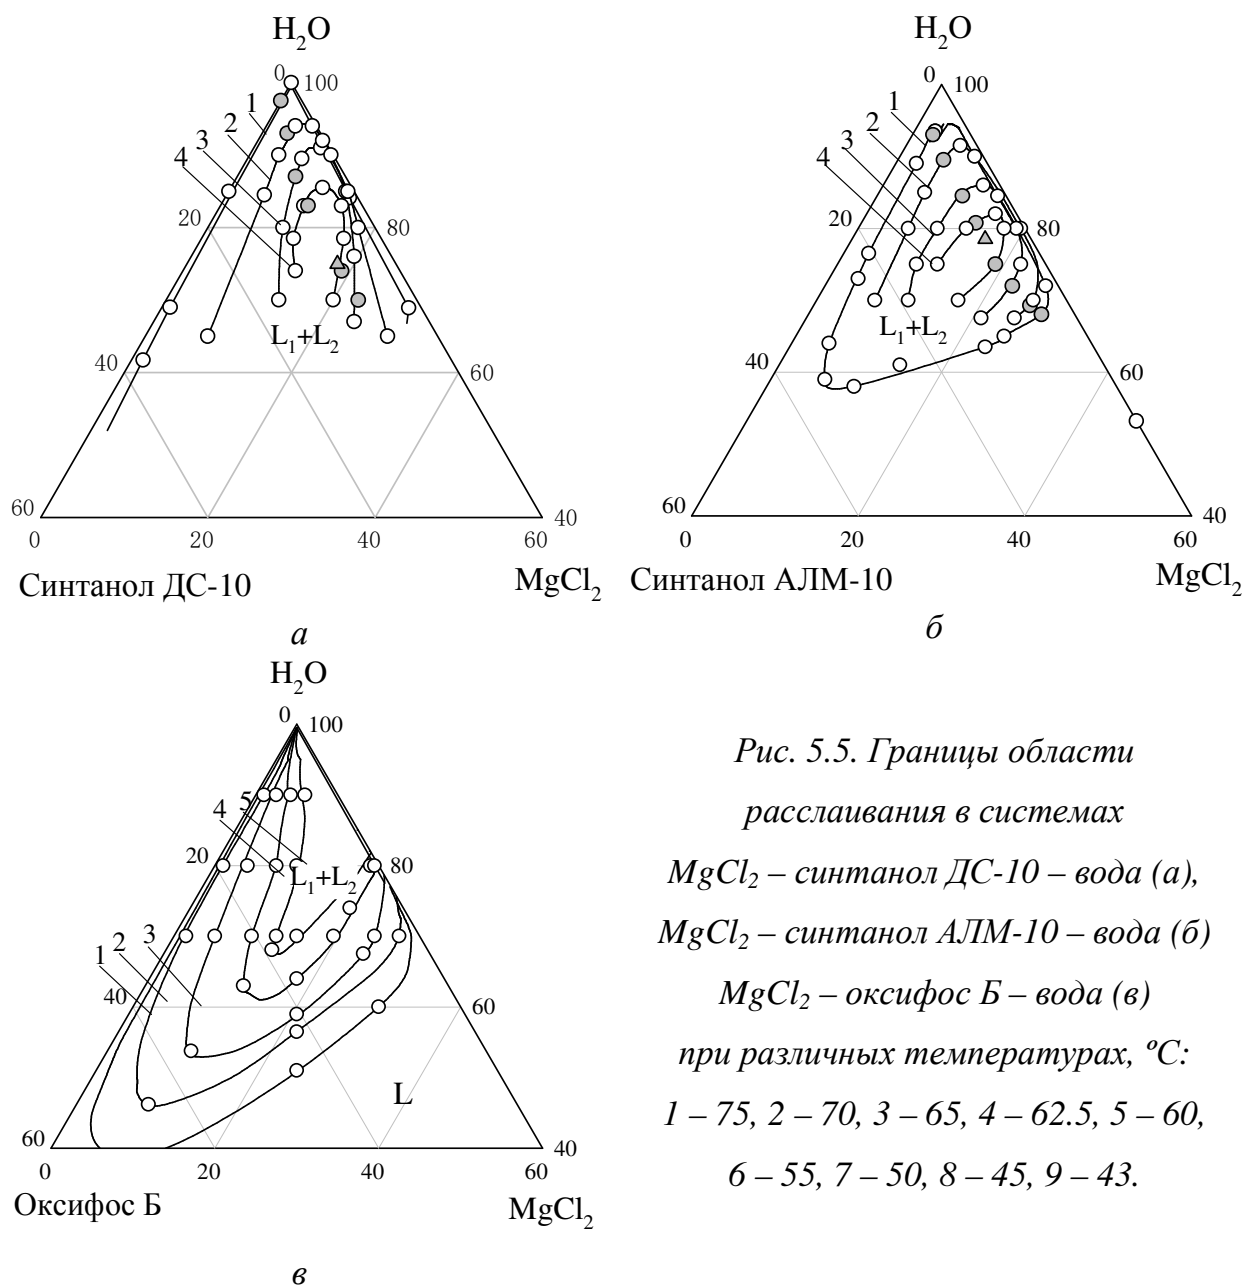 H2O
0 100
1
2
3
4
20 80
L1+L2
40 60
60 40
0 20 40 60
Синтанол ДС-10 MgCl2
а
H2O
0 100
1
2
3
4
20 80
L1+L2
40 60
60 40
0 20 40 60
Синтанол АЛМ-10 MgCl2
б
H2O
0 100
4 5
20 80
L1+L2
1 2 3
40 60
L
60 40
0 20 40 60
Оксифос Б MgCl2
в
Рис. 5.5. Границы области
расслаивания в системах
MgCl2 – синтанол ДС-10 – вода (а),
MgCl2 – синтанол АЛМ-10 – вода (б)
MgCl2 – оксифос Б – вода (в)
при различных температурах, ºС:
1 – 75, 2 – 70, 3 – 65, 4 – 62.5, 5 – 60,
6 – 55, 7 – 50, 8 – 45, 9 – 43.